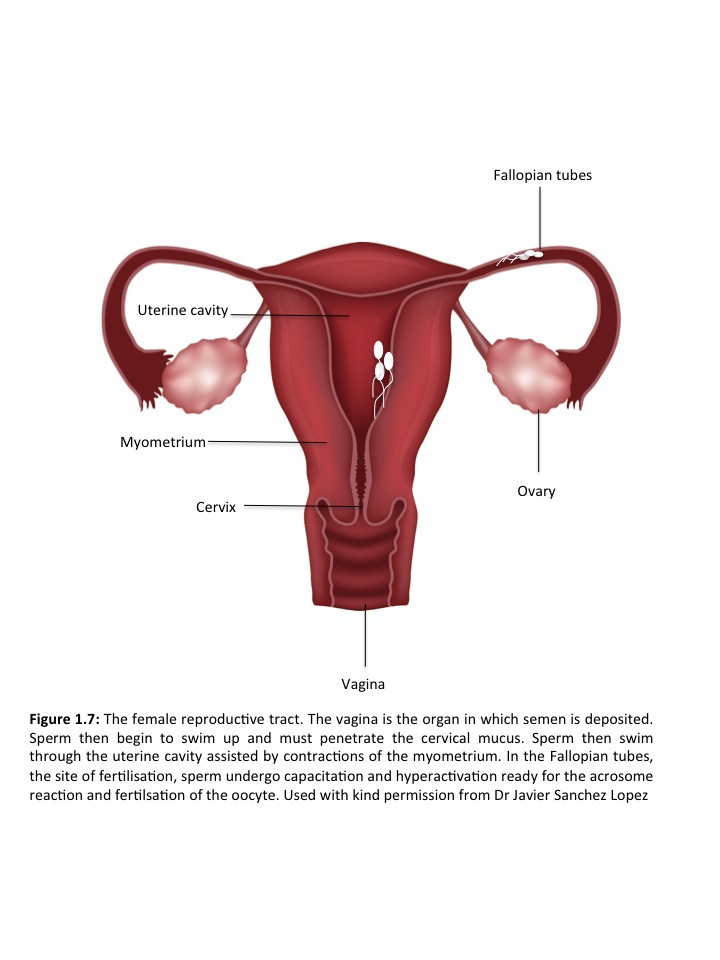 Fallopian tubes
Uterine cavity
Myometrium
Ovary
Cervix
Vagina
Figure 1.7: The female reproductive tract. The vagina is the organ in which semen is deposited.
Sperm then begin to swim up and must penetrate the cervical mucus. Sperm then swim
through the uterine cavity assisted by contractions of the myometrium. In the Fallopian tubes,
the site of fertilisation, sperm undergo capacitation and hyperactivation ready for the acrosome
reaction and fertilsation of the oocyte. Used with kind permission from Dr Javier Sanchez Lopez